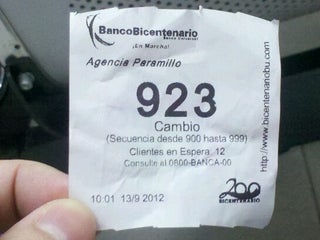 BancoBicentenario
Banco Universal
¡En Marcha!
Agencia Paramillo
923
Cambio
(Secuencia desde 900 hasta 999)
Clientes en Espera, 12
Consulte al 0800-BANCA-00
10:01 13/9 2012
200
BICENTENARIO
http://www.bicentenariobu.com